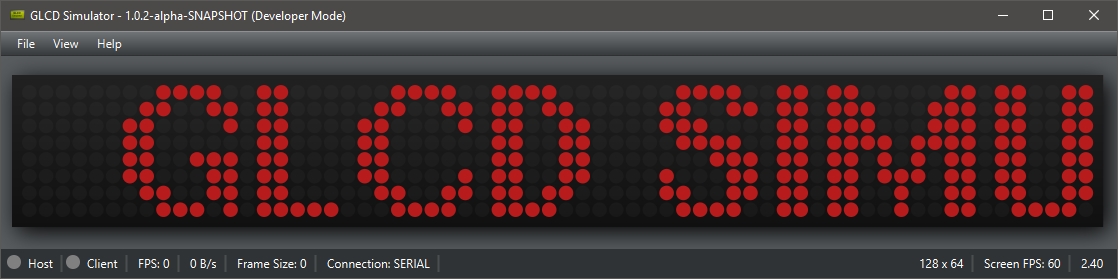 GLCD Simulator - 1.0.2-alpha-SNAPSHOT (Developer Mode)
File View Help
GLCD SIMU
Host Client FPS: 0 0 B/s Frame Size: 0 Connection: SERIAL 128 x 64 Screen FPS: 60 2.40